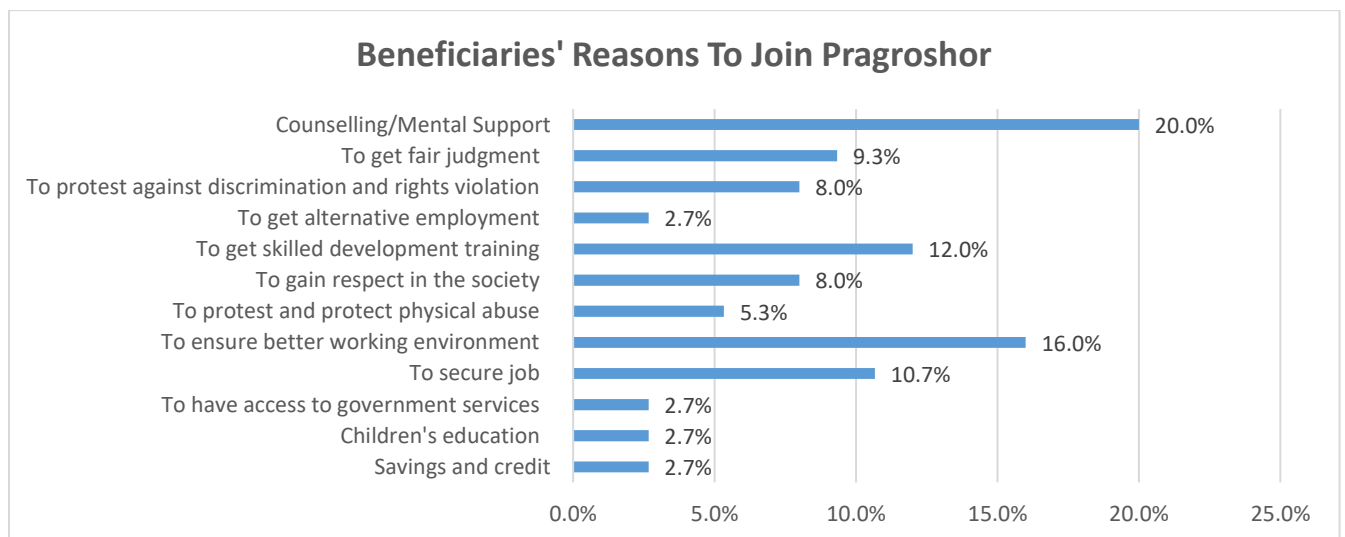 Beneficiaries' Reasons To Join Pragroshor
Counselling/Mental Support 20.0%
To get fair judgment 9.3%
To protest against discrimination and rights violation 8.0%
To get alternative employment 2.7%
To get skilled development training 12.0%
To gain respect in the society 8.0%
To protest and protect physical abuse 5.3%
To ensure better working environment 16.0%
To secure job 10.7%
To have access to government services 2.7%
Children's education 2.7%
Savings and credit 2.7%
0.0% 5.0% 10.0% 15.0% 20.0% 25.0%